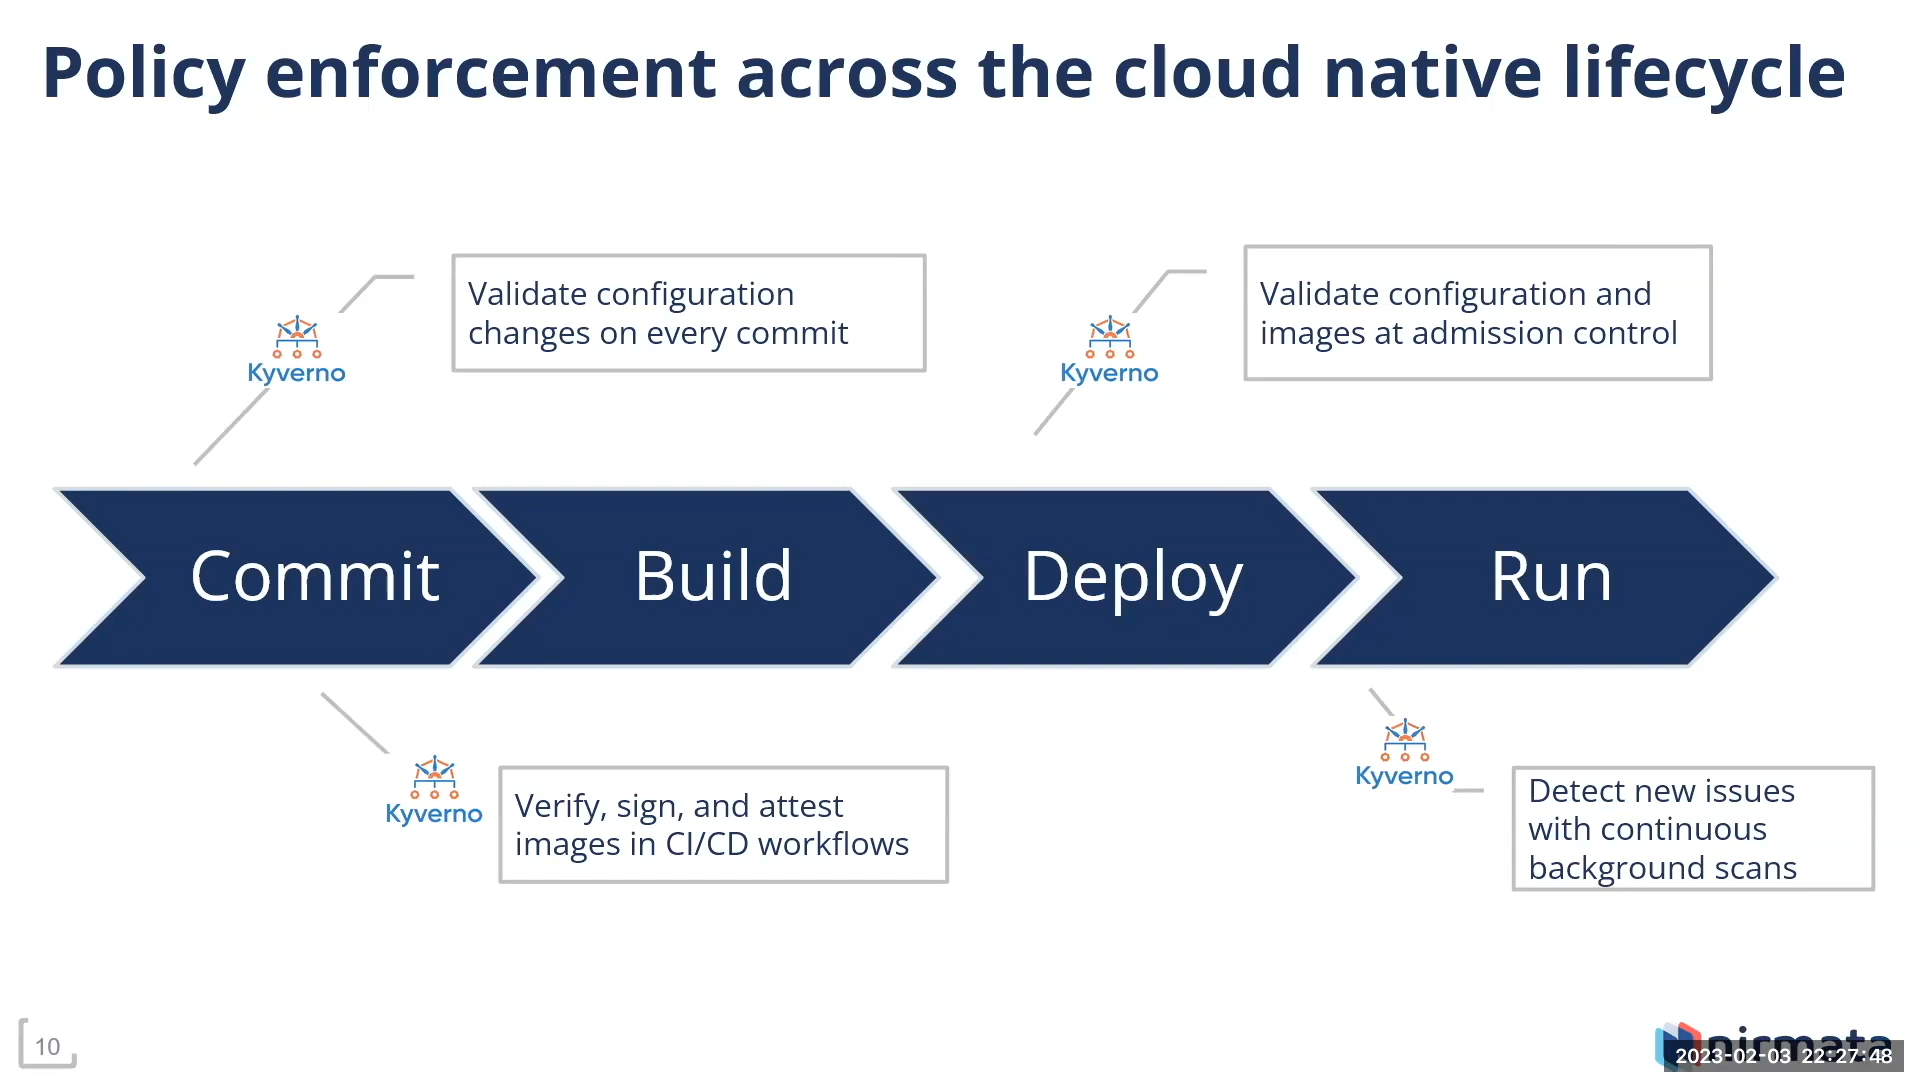 Policy enforcement across the cloud native lifecycle
Validate configuration
changes on every commit
Validate configuration and
images at admission control
Kyverno
Kyverno
Commit
Build
Deploy
Run
Kyverno
Verify, sign, and attest
images in CI/CD workflows
Kyverno
Detect new issues
with continuous
background scans
10
nirmata
2023-02-03 22:27:48